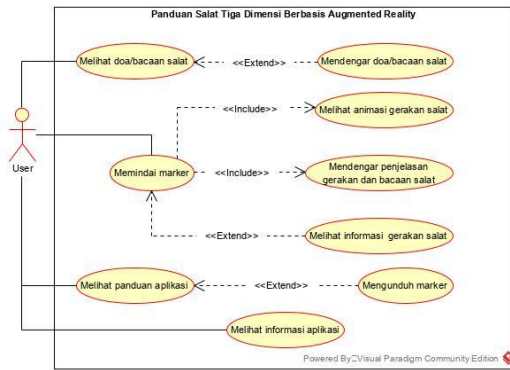 Panduan Salat Tiga Dimensi Berbasis Augmented Reality
Melihat doa/bacaan salat
<<Extend>>
Mendengar doa/bacaan salat
<<Include>>
Melihat animasi gerakan salat
User
Memindai marker
<<Include>>
Mendengar penjelasan
gerakan dan bacaan salat
<<Extend>>
Melihat informasi gerakan salat
Melihat panduan aplikasi
<<Extend>>
Mengunduh marker
Melihat informasi aplikasi
Powered By Visual Paradigm Community Edition